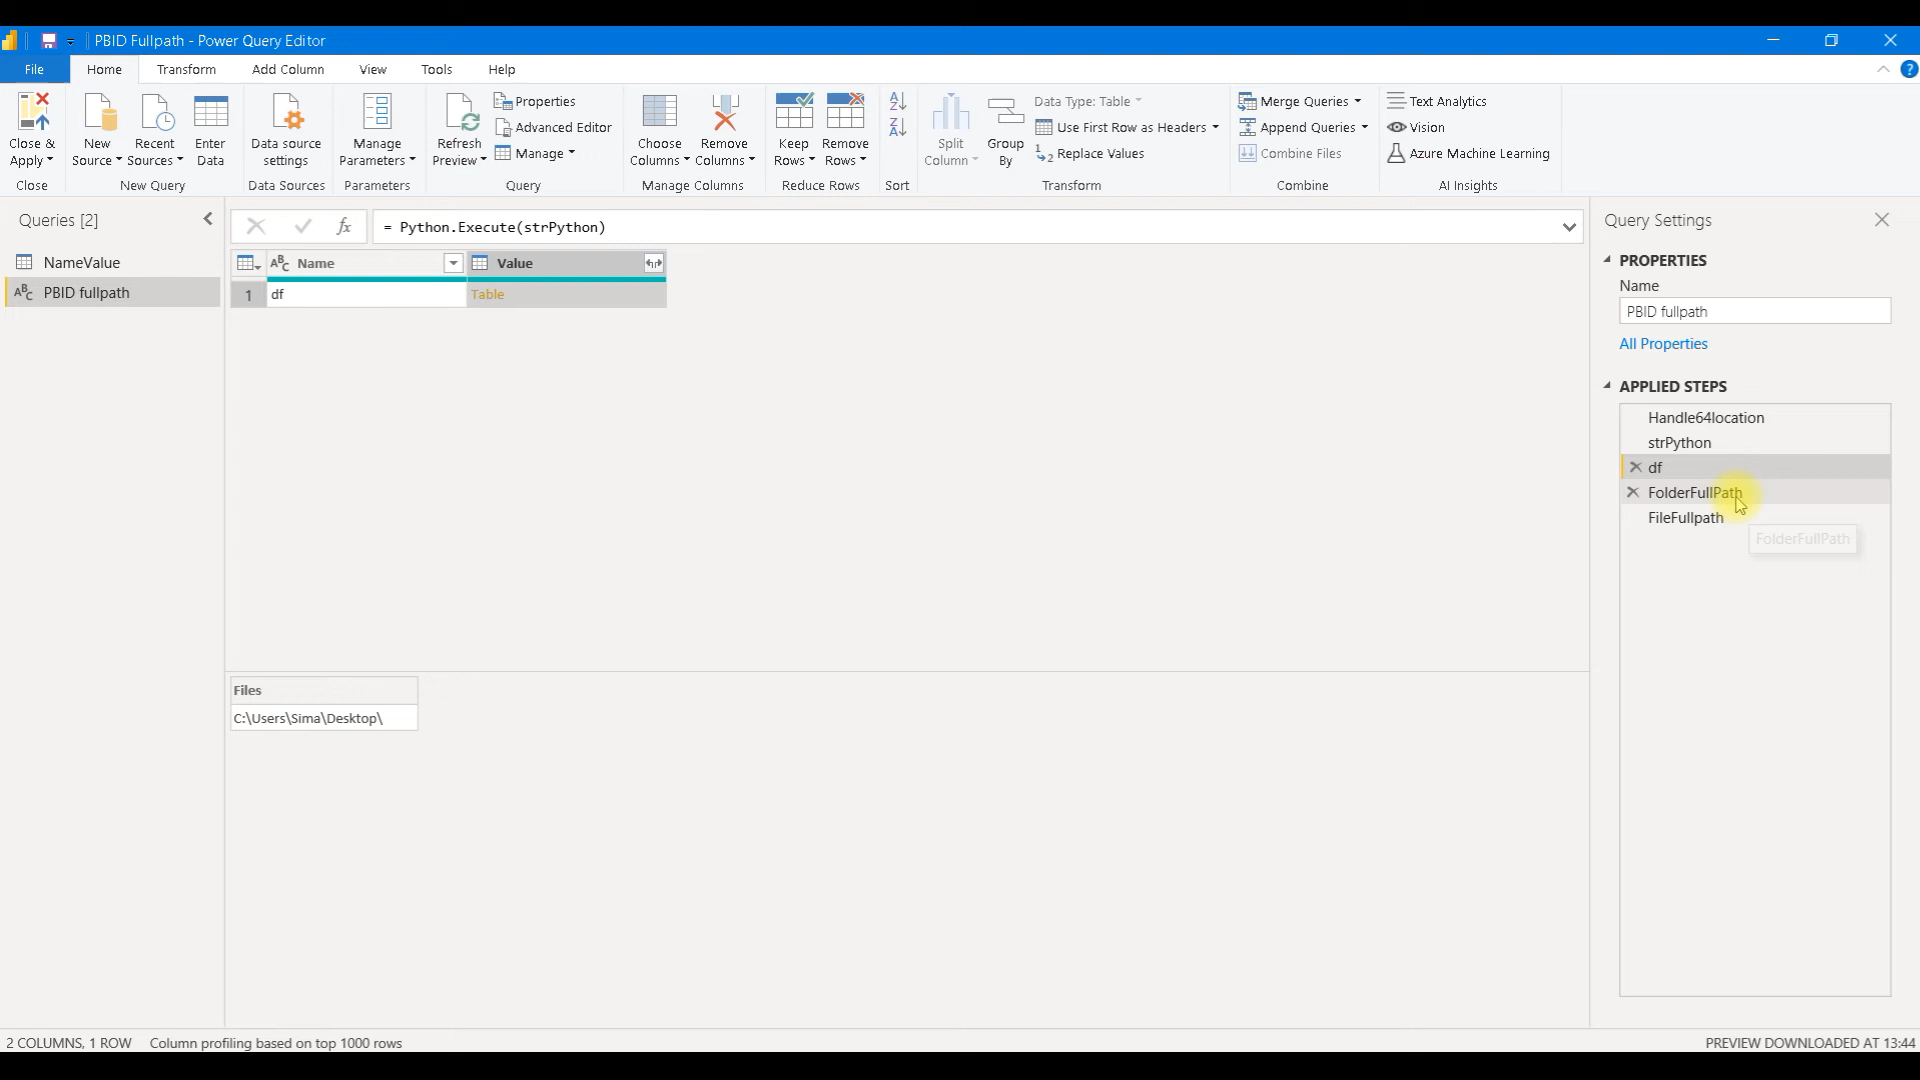 PBID Fullpath - Power Query Editor
File Home Transform Add Column View Tools Help
Close & Apply
New Source
Recent Sources
Enter Data
Data source settings
Manage Parameters
Refresh Preview
Properties
Advanced Editor
Manage
Choose Columns
Remove Columns
Keep Rows
Remove Rows
Split Column
Group By
Data Type: Table
Use First Row as Headers
Replace Values
Merge Queries
Append Queries
Combine Files
Text Analytics
Vision
Azure Machine Learning
Close
New Query
Data Sources
Parameters
Query
Manage Columns
Reduce Rows
Sort
Transform
Combine
AI Insights
Queries [2]
NameValue
PBID fullpath
= Python.Execute(strPython)
Name Value
1 df Table
Files
C:\Users\Sima\Desktop\
Query Settings
PROPERTIES
Name
PBID fullpath
All Properties
APPLIED STEPS
Handle64location
strPython
df
FolderFullPath
FileFullpath
FolderFullPath
2 COLUMNS, 1 ROW Column profiling based on top 1000 rows
PREVIEW DOWNLOADED AT 13:44